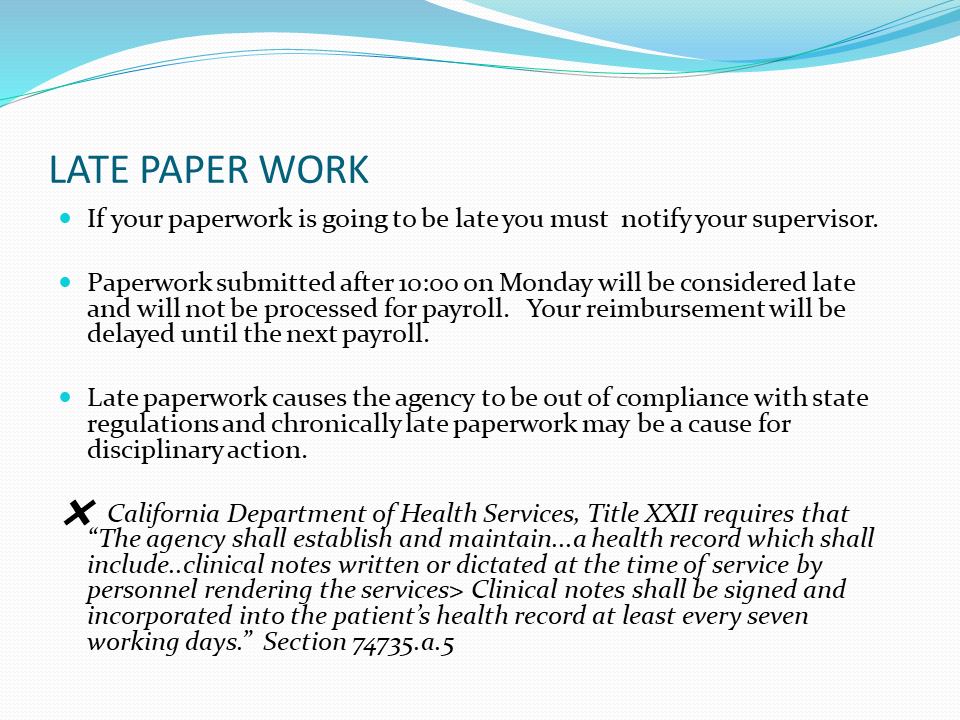 LATE PAPER WORK
• If your paperwork is going to be late you must  notify your supervisor.
• Paperwork submitted after 10:00 on Monday will be considered late
and will not be processed for payroll.   Your reimbursement will be
delayed until the next payroll.
• Late paperwork causes the agency to be out of compliance with state
regulations and chronically late paperwork may be a cause for
disciplinary action.
× California Department of Health Services, Title XXII requires that
“The agency shall establish and maintain...a health record which shall
include..clinical notes written or dictated at the time of service by
personnel rendering the services> Clinical notes shall be signed and
incorporated into the patient’s health record at least every seven
working days.”  Section 74735.a.5